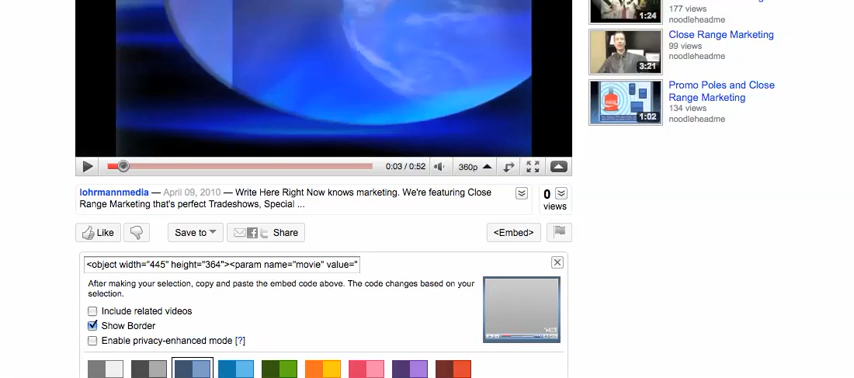 1:24
177 views
noodleheadme
Close Range Marketing
99 views
noodleheadme
3:21
Promo Poles and Close
Range Marketing
134 views
noodleheadme
1:02
0:03 / 0:52
360p
lohrmannmedia — April 09, 2010 — Write Here Right Now knows marketing. We're featuring Close
Range Marketing that's perfect Tradeshows, Special ...
0
views
Like
Save to
Share
<Embed>
<object width="445" height="364"><param name="movie" value="
After making your selection, copy and paste the embed code above. The code changes based on your
selection.
Include related videos
Show Border
Enable privacy-enhanced mode [?]